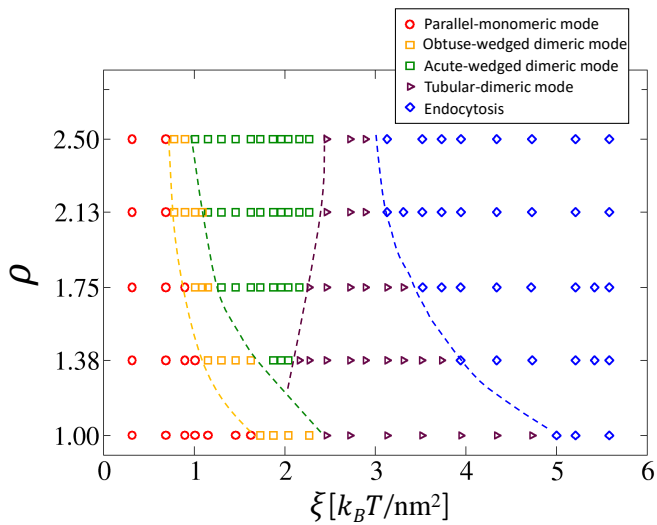 Parallel-monomeric mode
Obtuse-wedged dimeric mode
Acute-wedged dimeric mode
Tubular-dimeric mode
Endocytosis
2.50
2.13
1.75
1.38
1.00
ρ
0 1 2 3 4 5 6
ξ[k_BT/nm²]